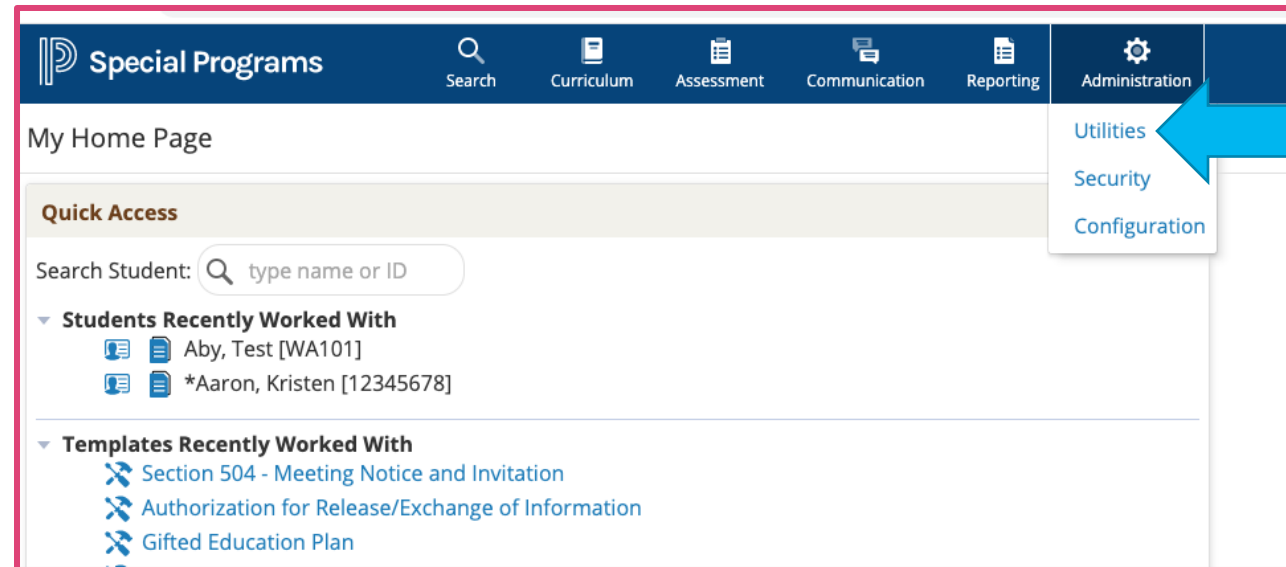 Special Programs
Search
Curriculum
Assessment
Communication
Reporting
Administration
My Home Page
Utilities
Security
Configuration
Quick Access
Search Student: type name or ID
Students Recently Worked With
Aby, Test [WA101]
*Aaron, Kristen [12345678]
Templates Recently Worked With
Section 504 - Meeting Notice and Invitation
Authorization for Release/Exchange of Information
Gifted Education Plan